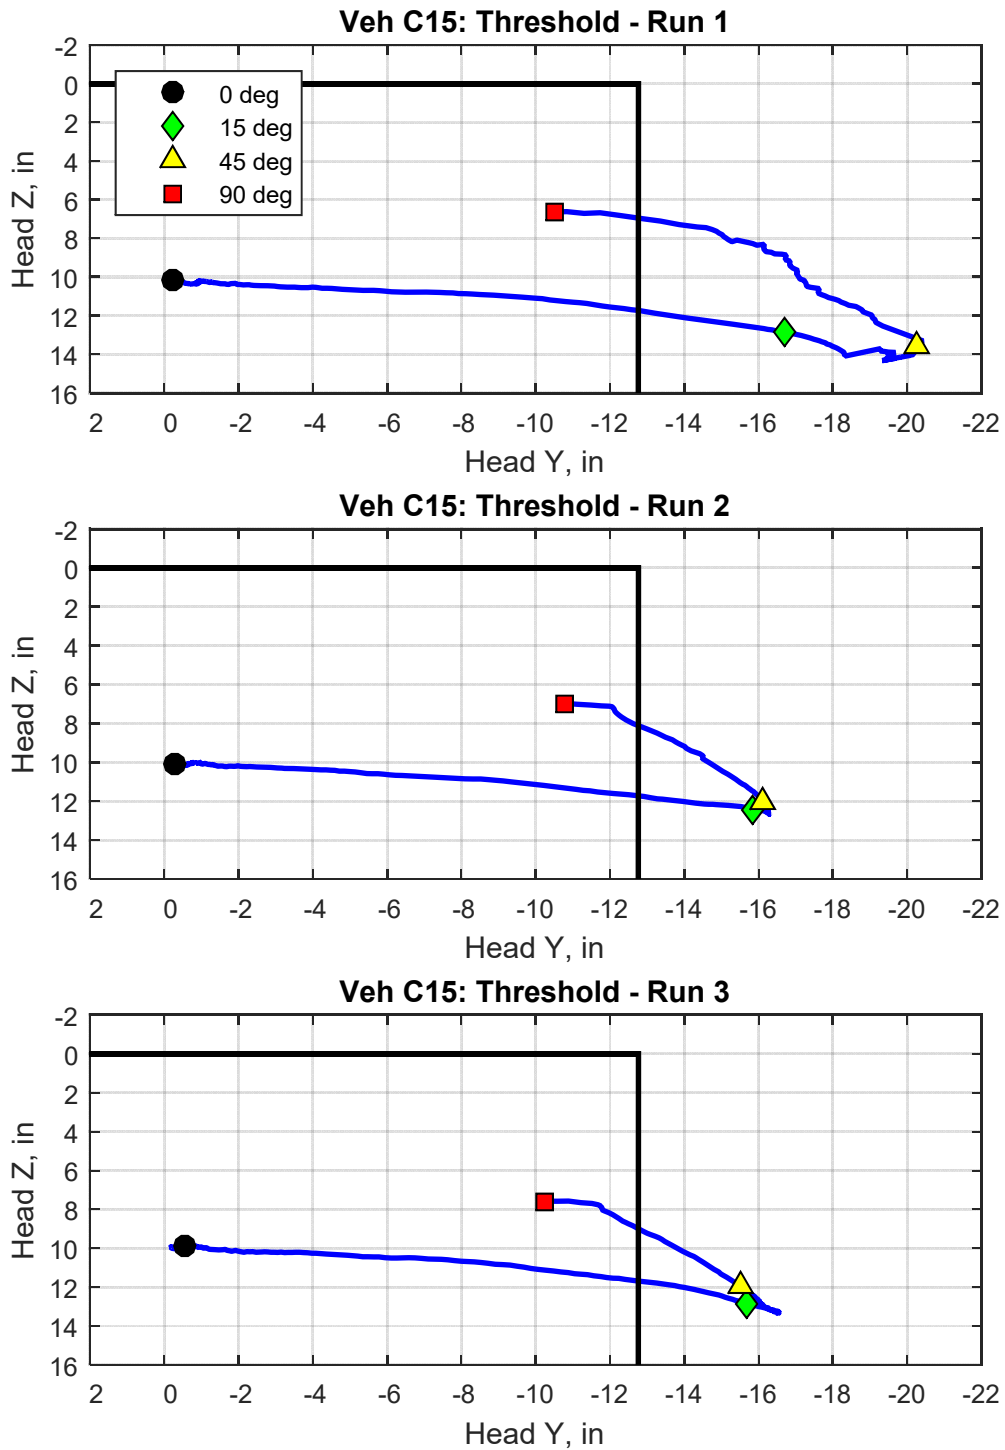 Veh C15: Threshold - Run 1
-2
0
2
4
6
8
10
12
14
16
Head Z, in
0 deg
15 deg
45 deg
90 deg
2 0 -2 -4 -6 -8 -10 -12 -14 -16 -18 -20 -22
Head Y, in
Veh C15: Threshold - Run 2
-2
0
2
4
6
8
10
12
14
16
Head Z, in
2 0 -2 -4 -6 -8 -10 -12 -14 -16 -18 -20 -22
Head Y, in
Veh C15: Threshold - Run 3
-2
0
2
4
6
8
10
12
14
16
Head Z, in
2 0 -2 -4 -6 -8 -10 -12 -14 -16 -18 -20 -22
Head Y, in